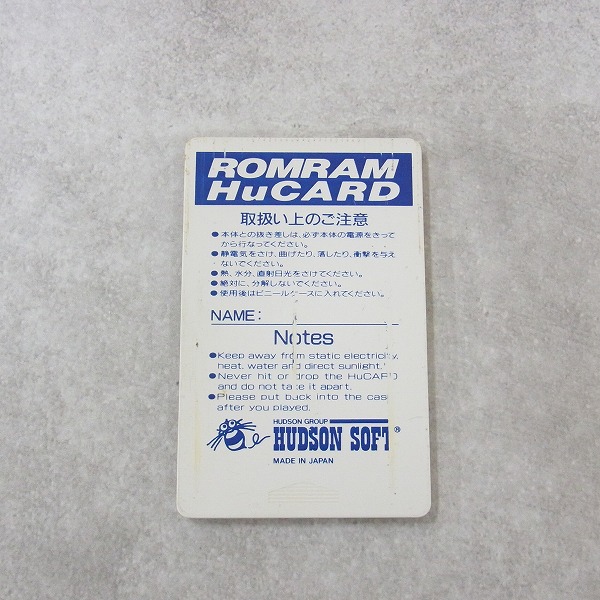 ROMRAM
HuCARD
取扱い上のご注意
●本体との抜き差しは、必ず本体の電源をきって
から行なってください。
●静電気をさけ、曲げたり、落したり、衝撃を与え
ないでください。
●熱、水分、直射日光をさけてください。
●絶対に、分解しないでください。
●使用後はビニールケースに入れてください。
NAME:
Notes
●Keep away from static electricity,
heat, water and direct sunlight.
●Never hit or drop the HuCARD
and do not take it apart.
●Please put back into the case
after you played.
HUDSON GROUP
HUDSON SOFT®
MADE IN JAPAN